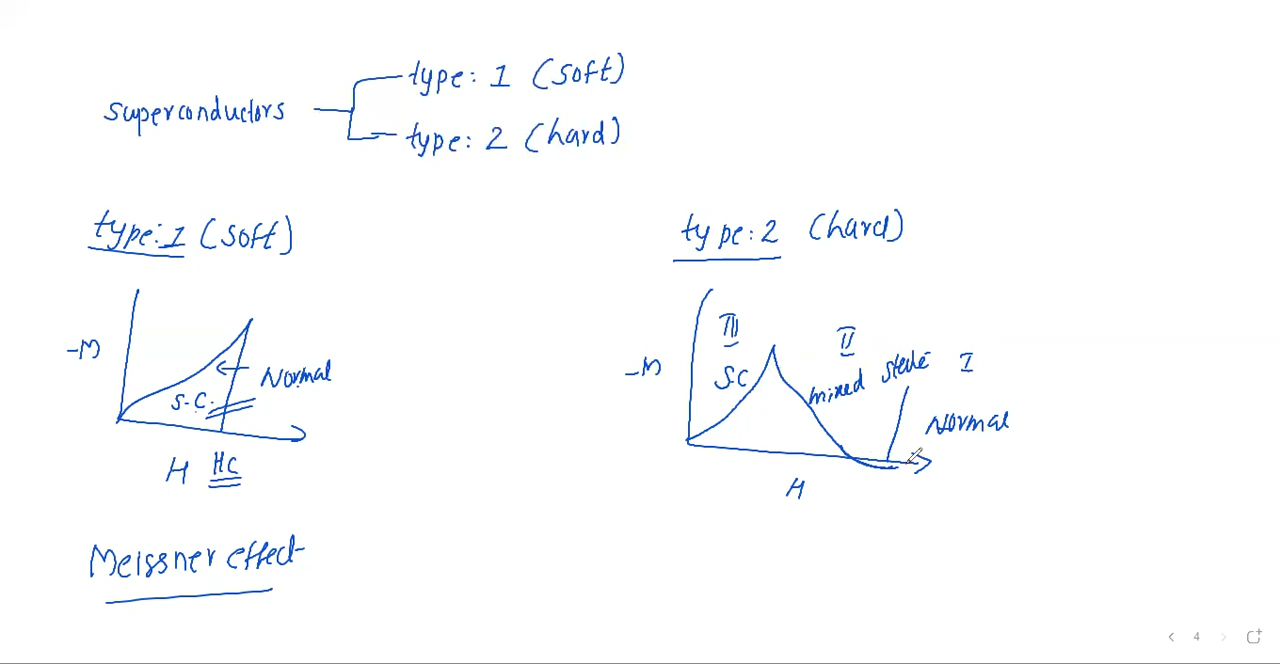 type: 1 (soft)
superconductors
type: 2 (hard)
type: 1 (soft)
type: 2 (hard)
-M
Normal
S.C.
H HC
III
II
I
-M
S.C
mixed state
Normal
H
Meissner effect
4